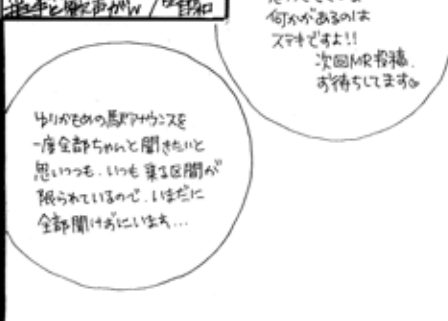 何かがあるのは
ステキですよ!!
次回MR投稿
お待ちしてます。
ゆりかもめの駅アナウンスを
一度全部ちゃんと聞きたいと
思いつつも、いつも乗る区間が
限られているので、いまだに
全部聞けずにいます…